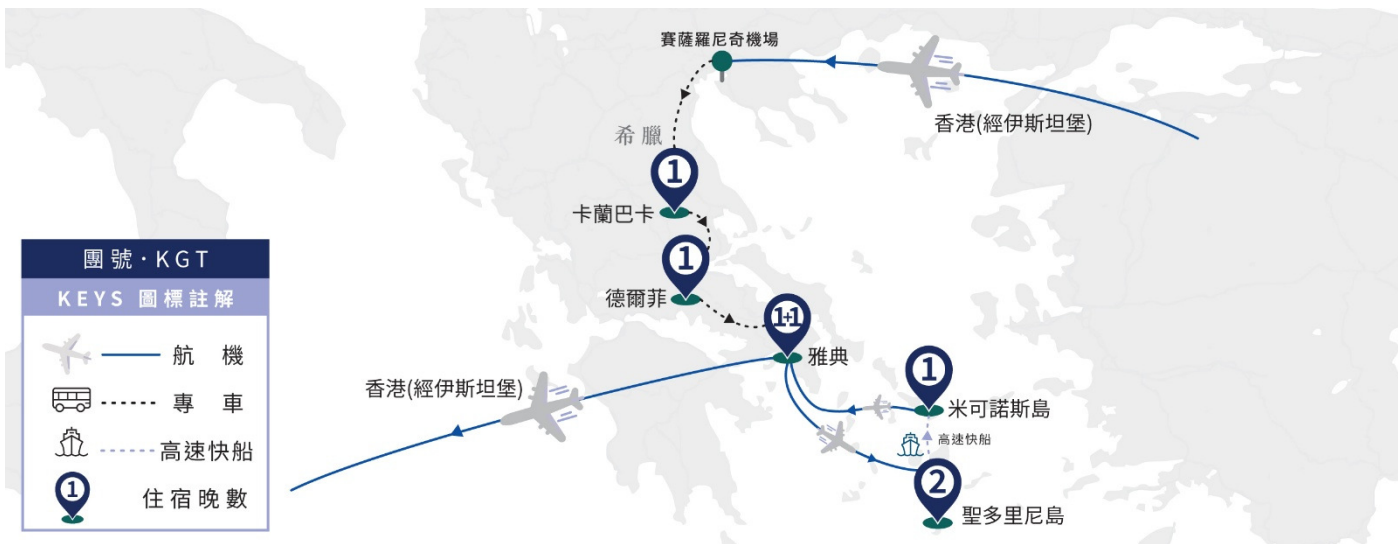 賽薩羅尼奇機場
香港(經伊斯坦堡)
希臘
1
卡蘭巴卡
1
德爾菲
1+1
雅典
1
米可諾斯島
香港(經伊斯坦堡)
高速快船
2
聖多里尼島
團號·KGT
KEYS 圖標註解
航 機
專 車
高速快船
1
住宿晚數